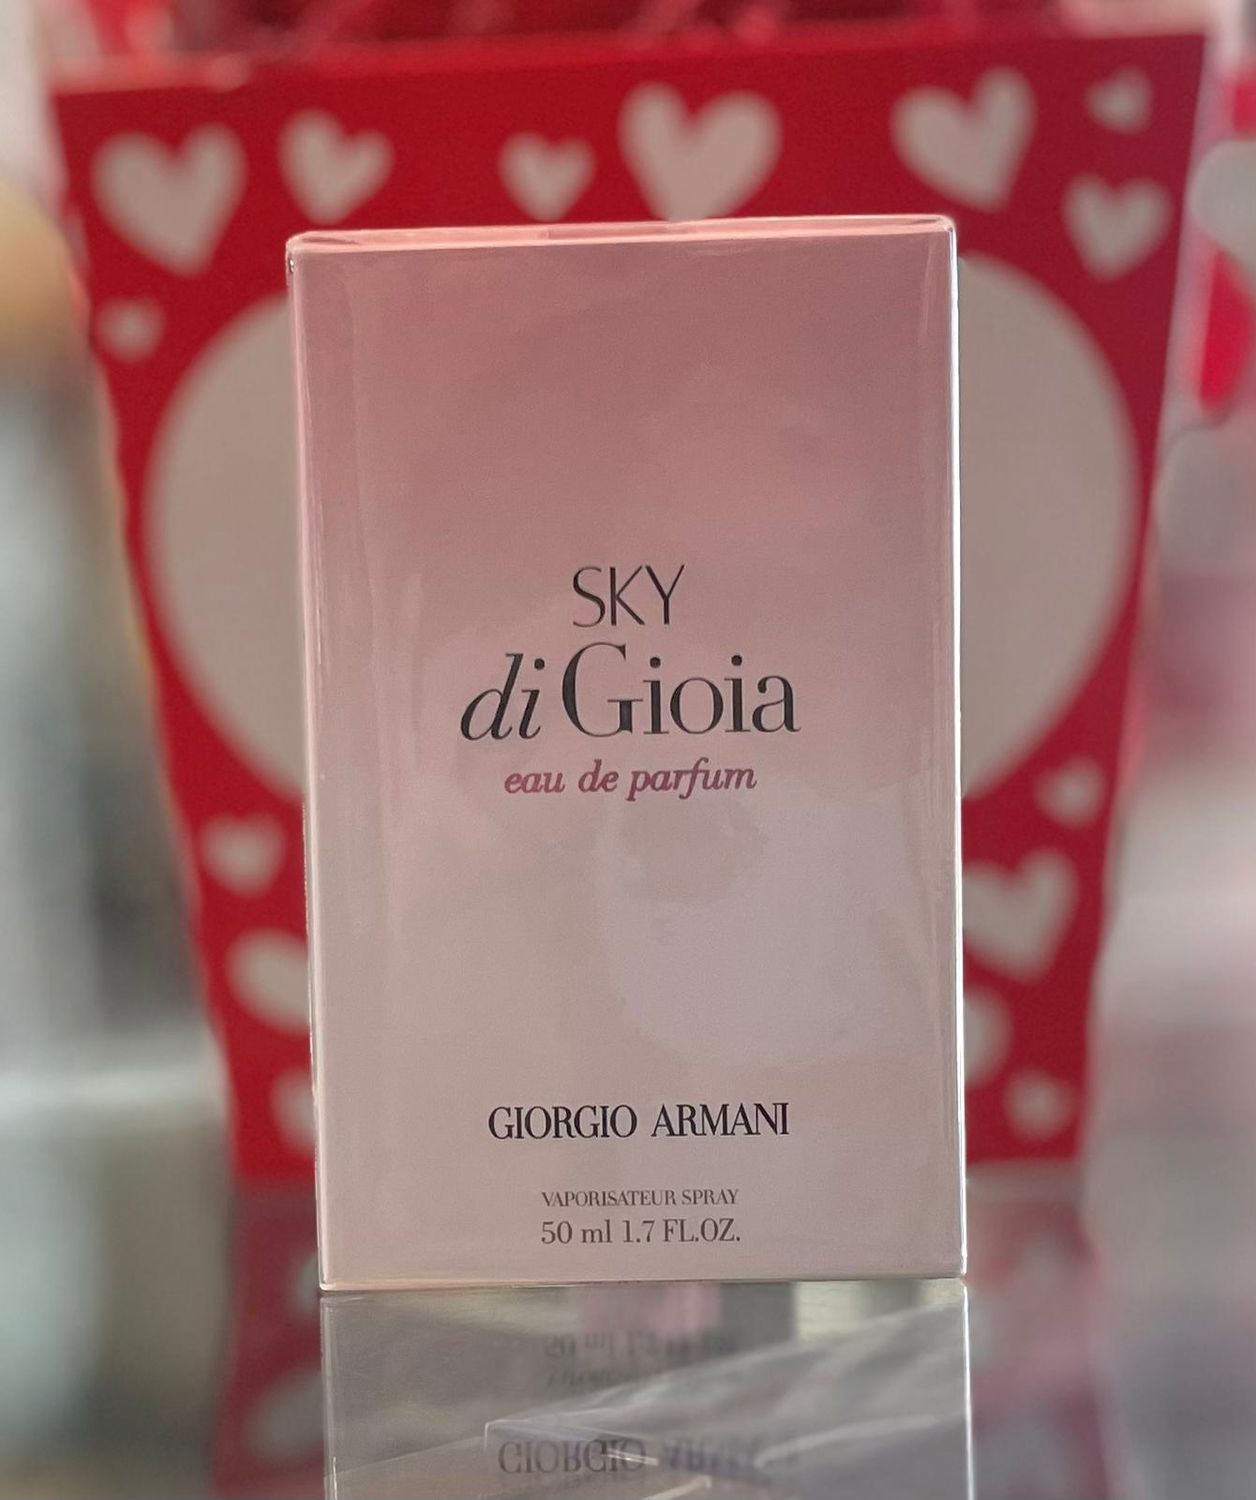 SKY
di Gioia
eau de parfum
GIORGIO ARMANI
VAPORISATEUR SPRAY
50 ml 1.7 FL.OZ.